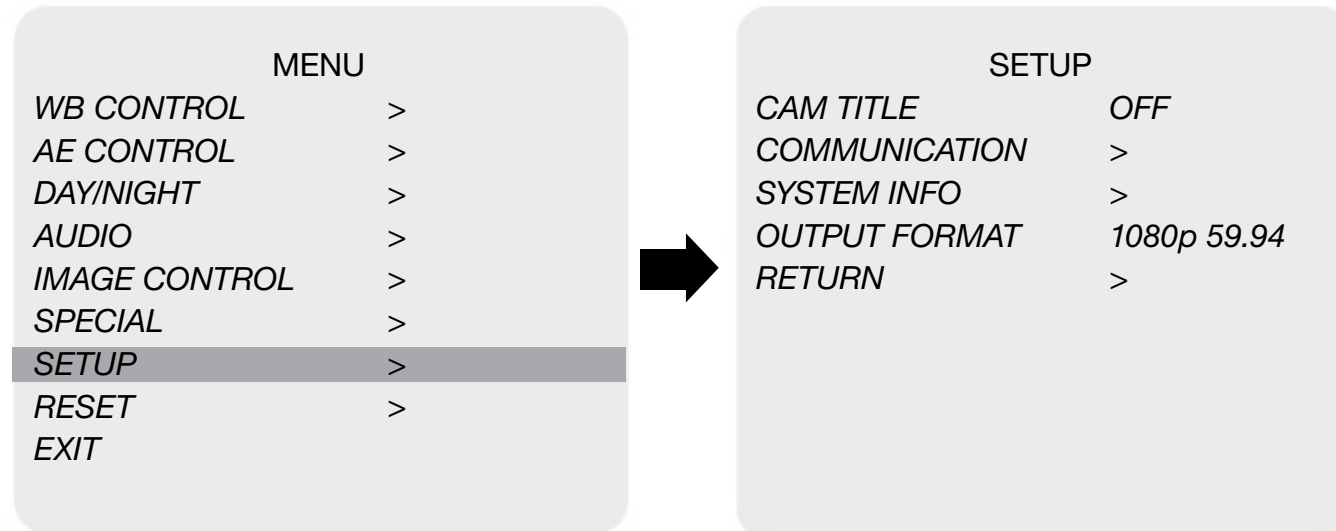 MENU
WB CONTROL >
AE CONTROL >
DAY/NIGHT >
AUDIO >
IMAGE CONTROL >
SPECIAL >
SETUP >
RESET >
EXIT
SETUP
CAM TITLE OFF
COMMUNICATION >
SYSTEM INFO >
OUTPUT FORMAT 1080p 59.94
RETURN >